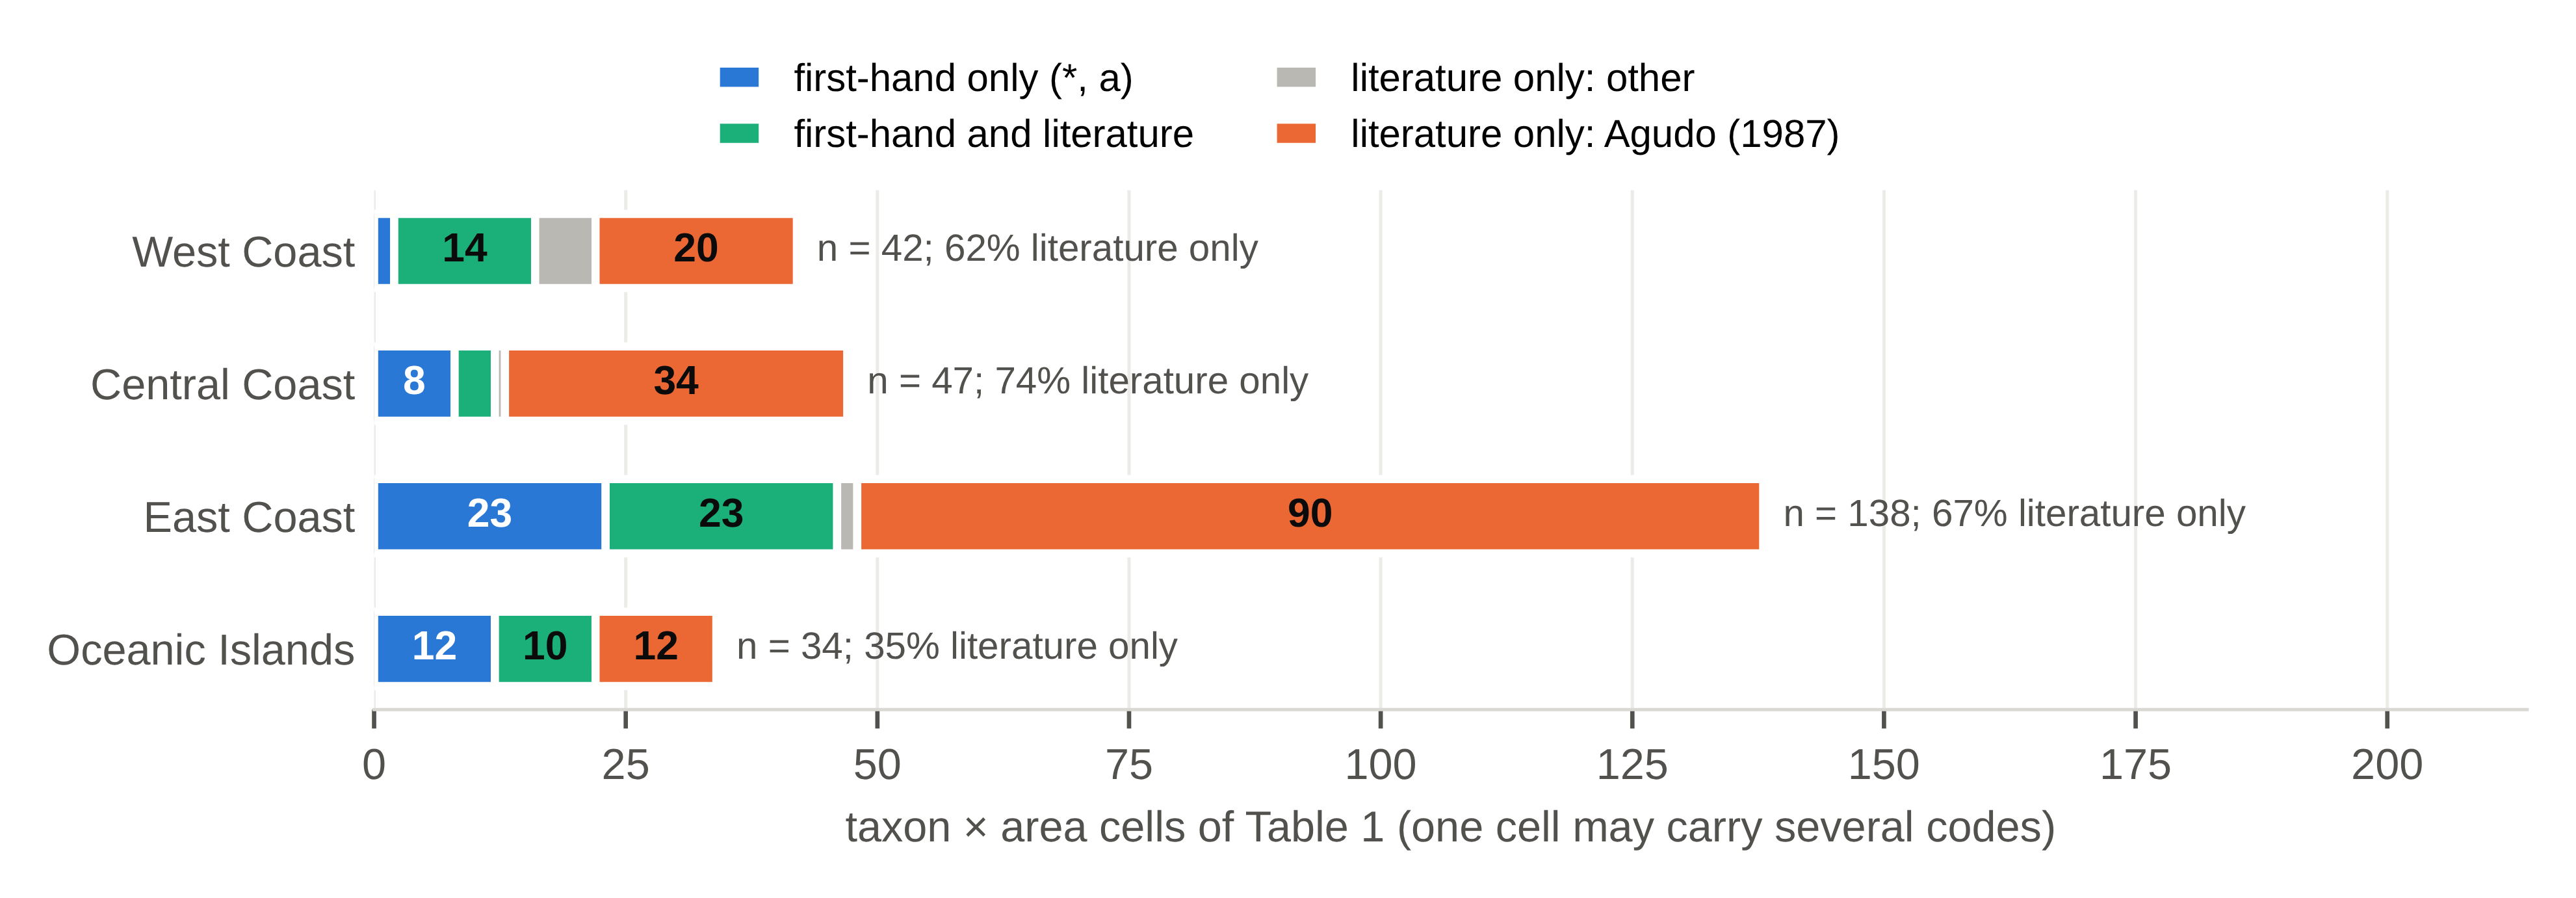 first-hand only (*, a)
first-hand and literature
literature only: other
literature only: Agudo (1987)
West Coast
14
20
n = 42; 62% literature only
Central Coast
8
34
n = 47; 74% literature only
East Coast
23
23
90
n = 138; 67% literature only
Oceanic Islands
12
10
12
n = 34; 35% literature only
0 25 50 75 100 125 150 175 200
taxon × area cells of Table 1 (one cell may carry several codes)